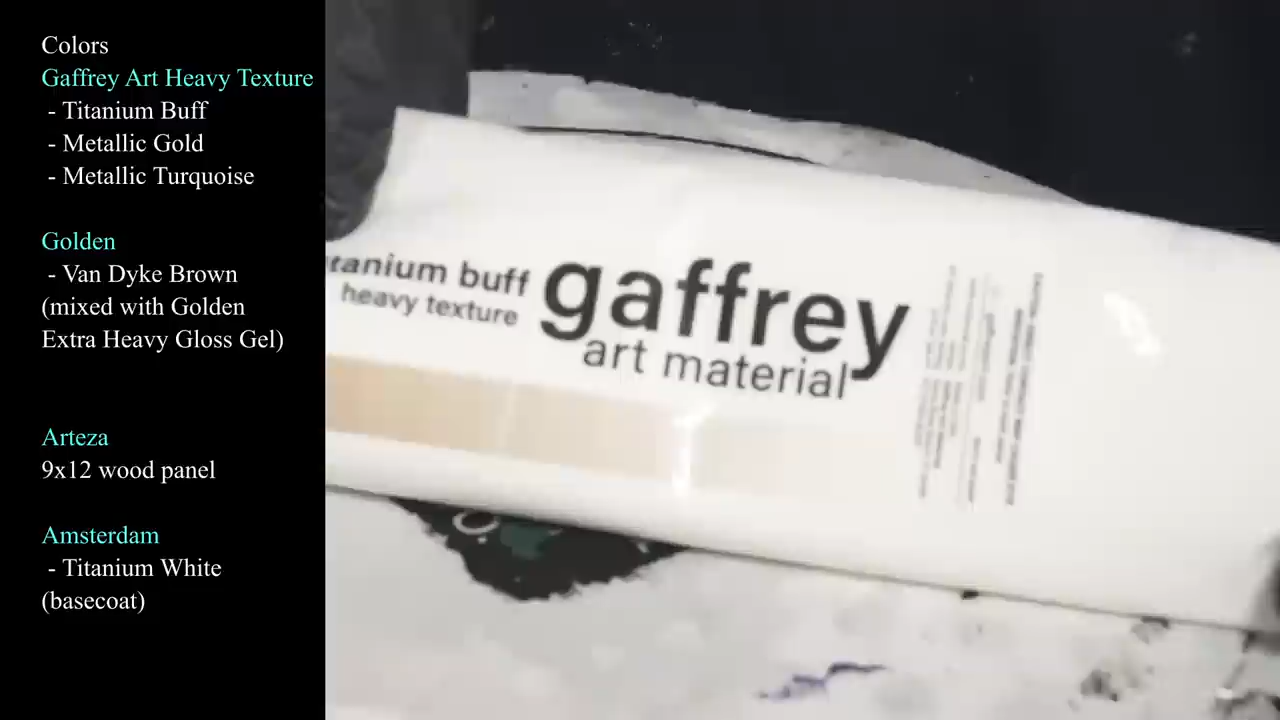 Colors
Gaffrey Art Heavy Texture
- Titanium Buff
- Metallic Gold
- Metallic Turquoise
Golden
- Van Dyke Brown
(mixed with Golden
Extra Heavy Gloss Gel)
Arteza
9x12 wood panel
Amsterdam
- Titanium White
(basecoat)
tanium buff
heavy texture
gaffrey
art material